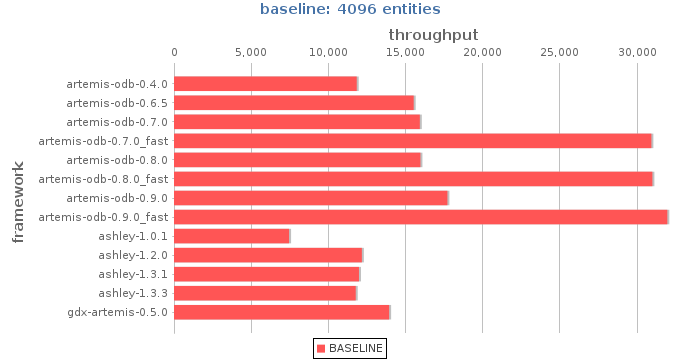 baseline: 4096 entities
throughput
0 5,000 10,000 15,000 20,000 25,000 30,000
framework
artemis-odb-0.4.0
artemis-odb-0.6.5
artemis-odb-0.7.0
artemis-odb-0.7.0_fast
artemis-odb-0.8.0
artemis-odb-0.8.0_fast
artemis-odb-0.9.0
artemis-odb-0.9.0_fast
ashley-1.0.1
ashley-1.2.0
ashley-1.3.1
ashley-1.3.3
gdx-artemis-0.5.0
BASELINE